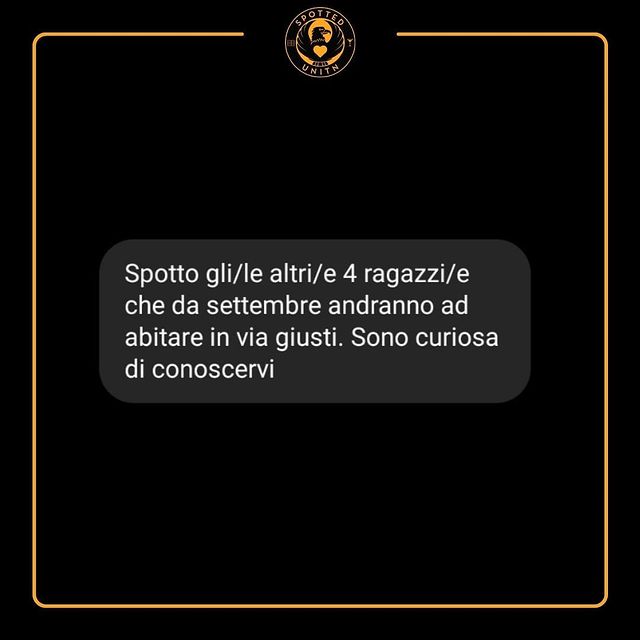 SPOTTED
UNITN
Spotto gli/le altri/e 4 ragazzi/e
che da settembre andranno ad
abitare in via giusti. Sono curiosa
di conoscervi